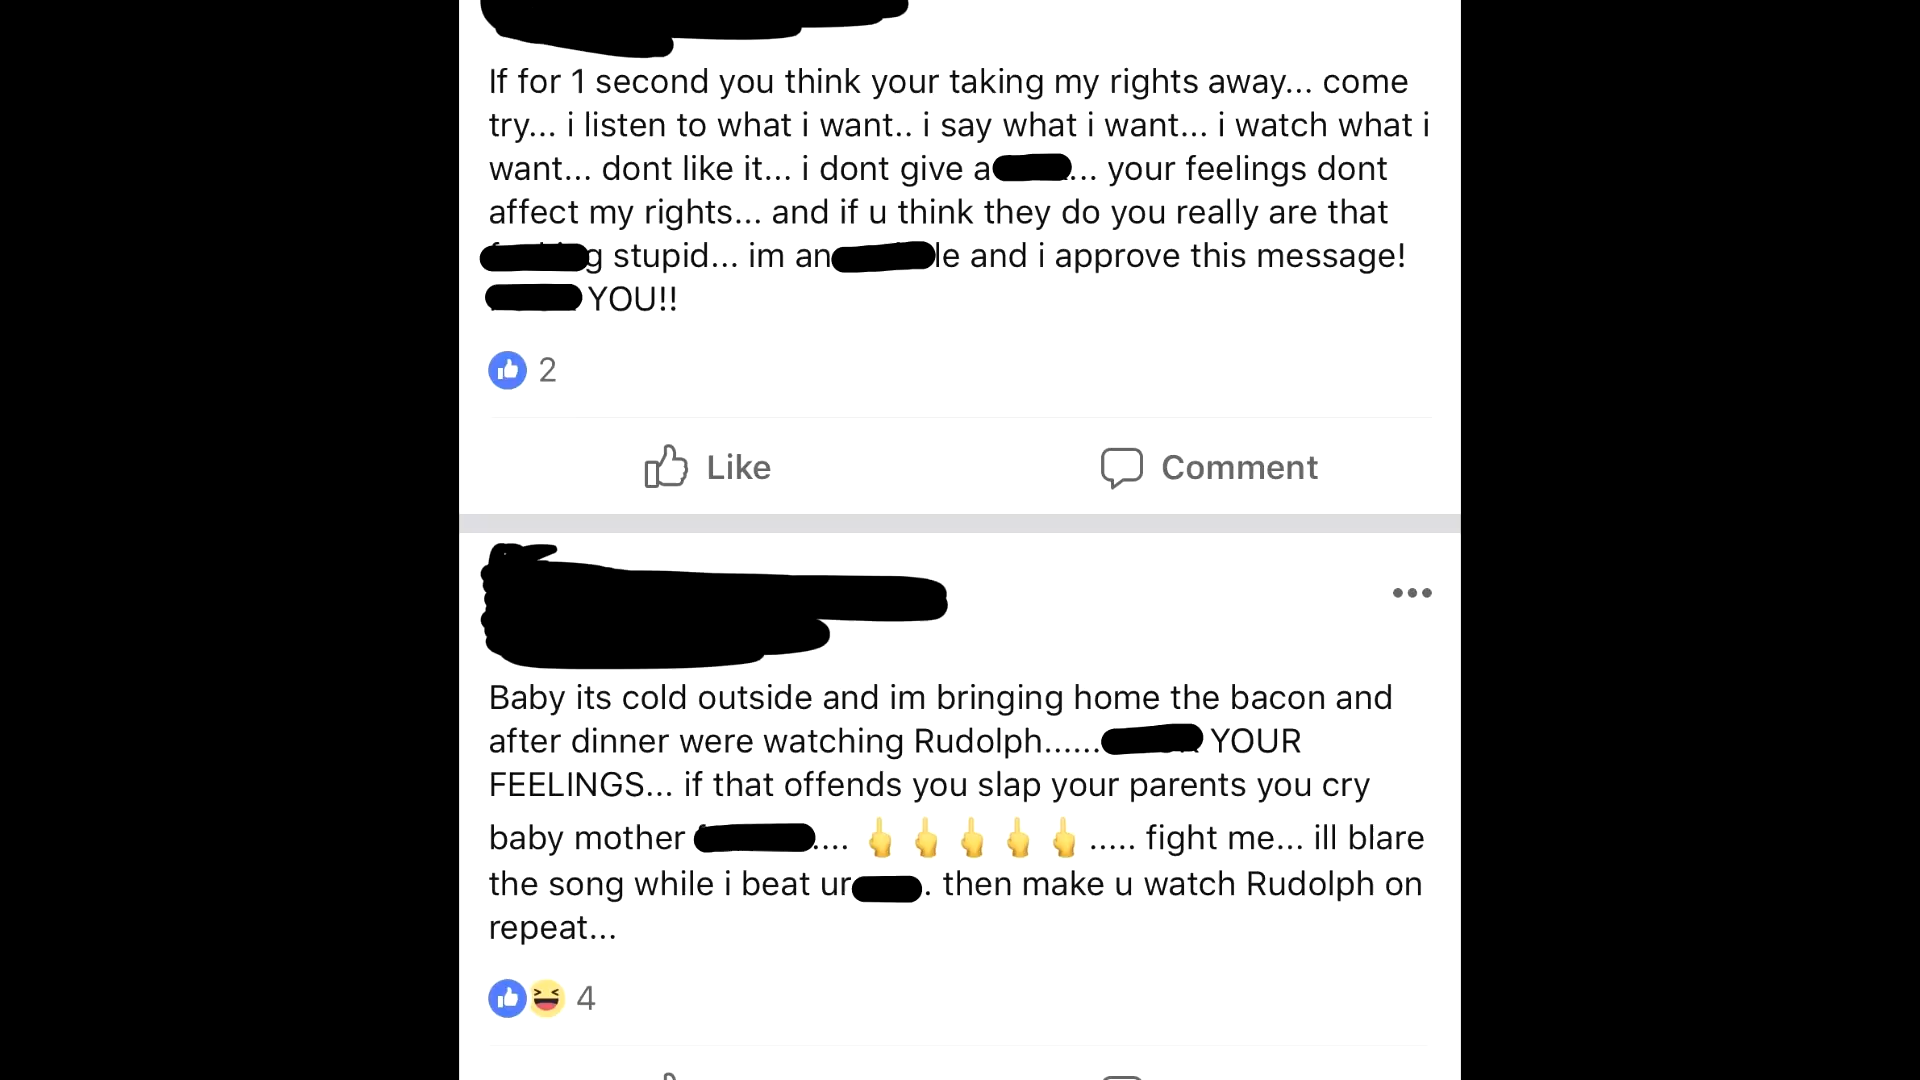 If for 1 second you think your taking my rights away... come
try... i listen to what i want.. i say what i want... i watch what i
want... dont like it... i dont give a ... your feelings dont
affect my rights... and if u think they do you really are that
g stupid... im an le and i approve this message!
YOU!!
2
Like Comment
Baby its cold outside and im bringing home the bacon and
after dinner were watching Rudolph...... YOUR
FEELINGS... if that offends you slap your parents you cry
baby mother .... 🖕🖕🖕🖕🖕..... fight me... ill blare
the song while i beat ur . then make u watch Rudolph on
repeat...
4